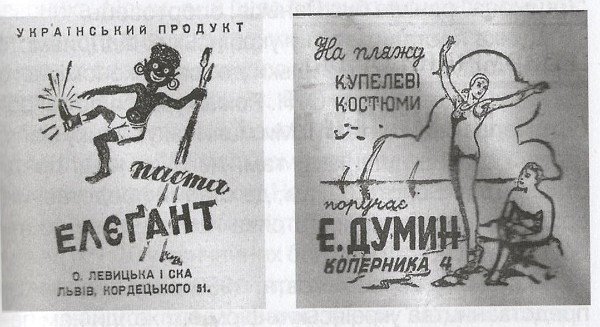 УКРАЇНСЬКИЙ ПРОДУКТ
паста
ЕЛЄҐАНТ
О. ЛЕВИЦЬКА І СКА
ЛЬВІВ, КОРДЕЦЬКОГО 51.
На пляжу
КУПЕЛЕВІ
КОСТЮМИ
поручає
Є. ДУМИН
КОПЕРНИКА 4.